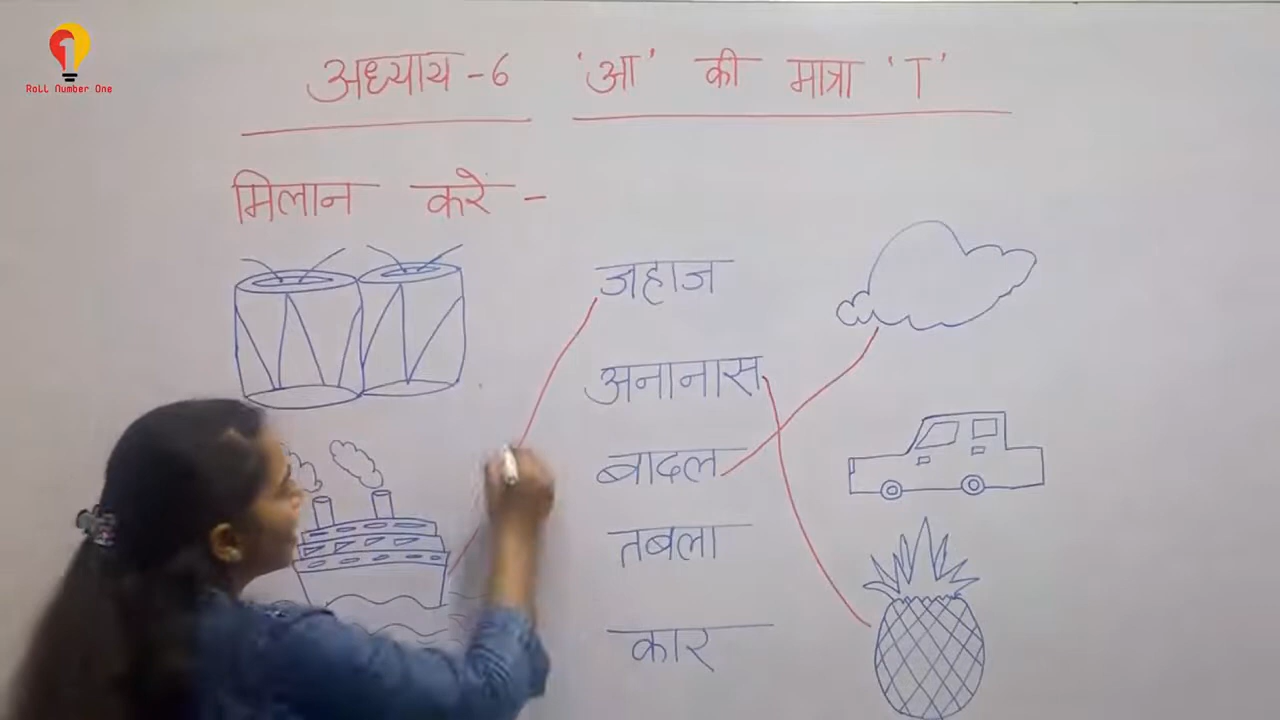 Roll Number One
अध्याय -6 'आ' की मात्रा 'ा'
मिलान करें -
जहाज
अनानास
बादल
तबला
कार